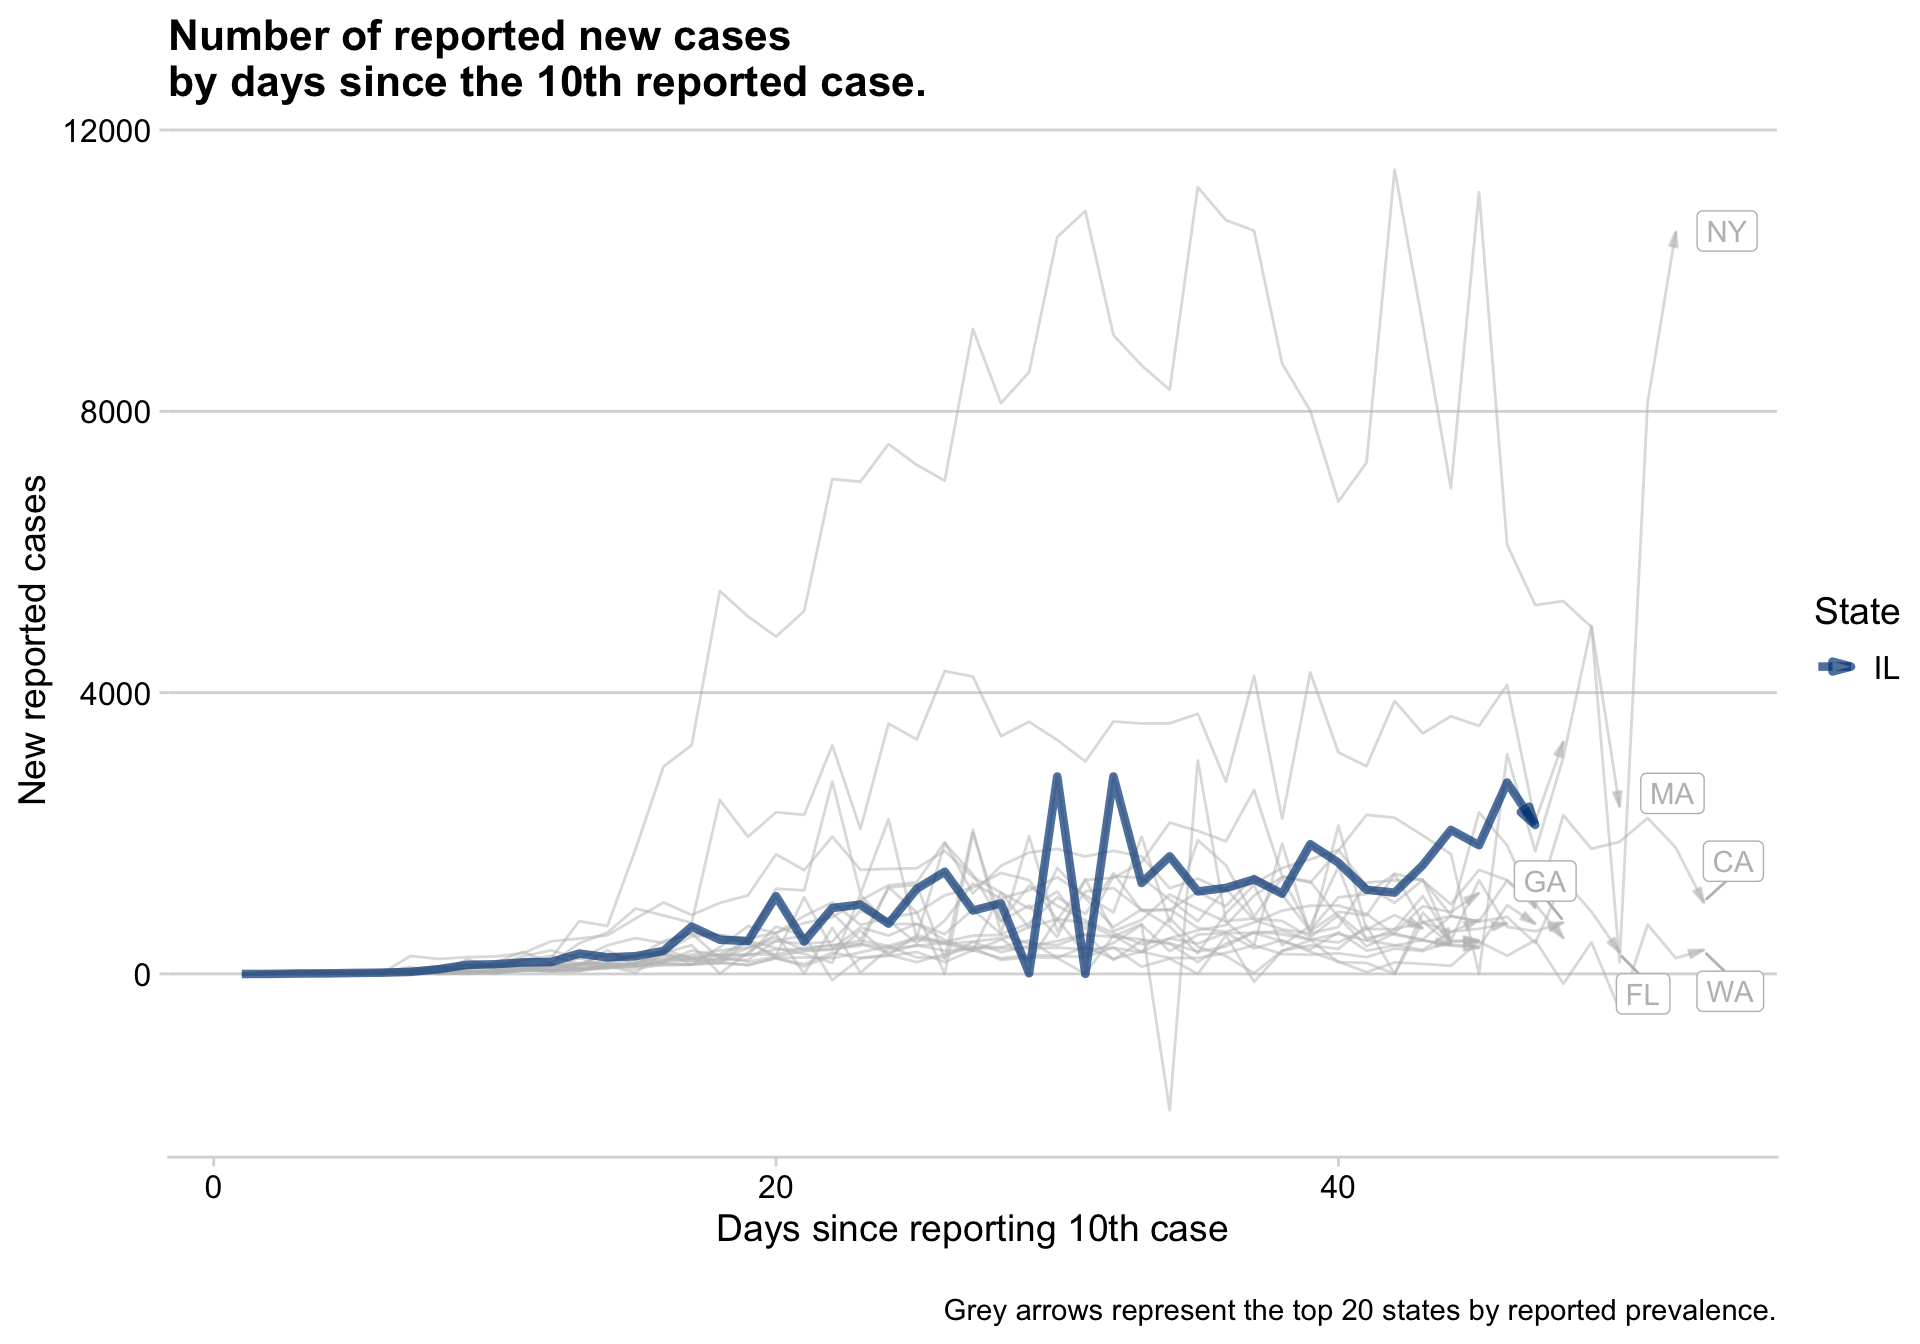 Number of reported new cases
by days since the 10th reported case.
12000
8000
4000
0
New reported cases
NY
MA
CA
GA
FL
WA
State
IL
0
20
40
Days since reporting 10th case
Grey arrows represent the top 20 states by reported prevalence.